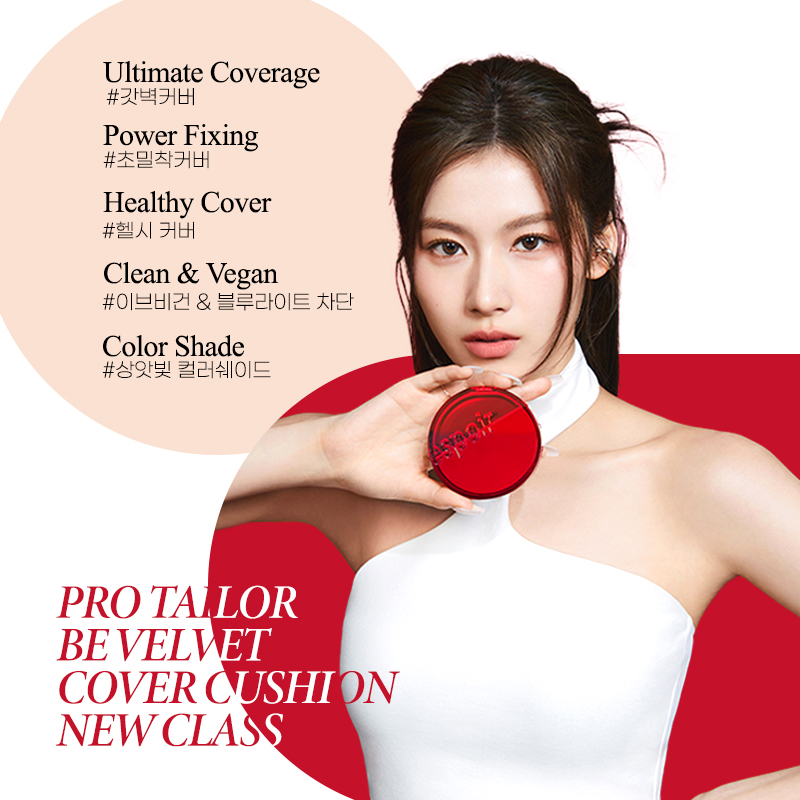 Ultimate Coverage
#갓벽커버
Power Fixing
#초밀착커버
Healthy Cover
#헬시 커버
Clean & Vegan
#이브비건 & 블루라이트 차단
Color Shade
#상앗빛 컬러쉐이드
espoir
PRO TAILOR
BE VELVET
COVER CUSHION
NEW CLASS